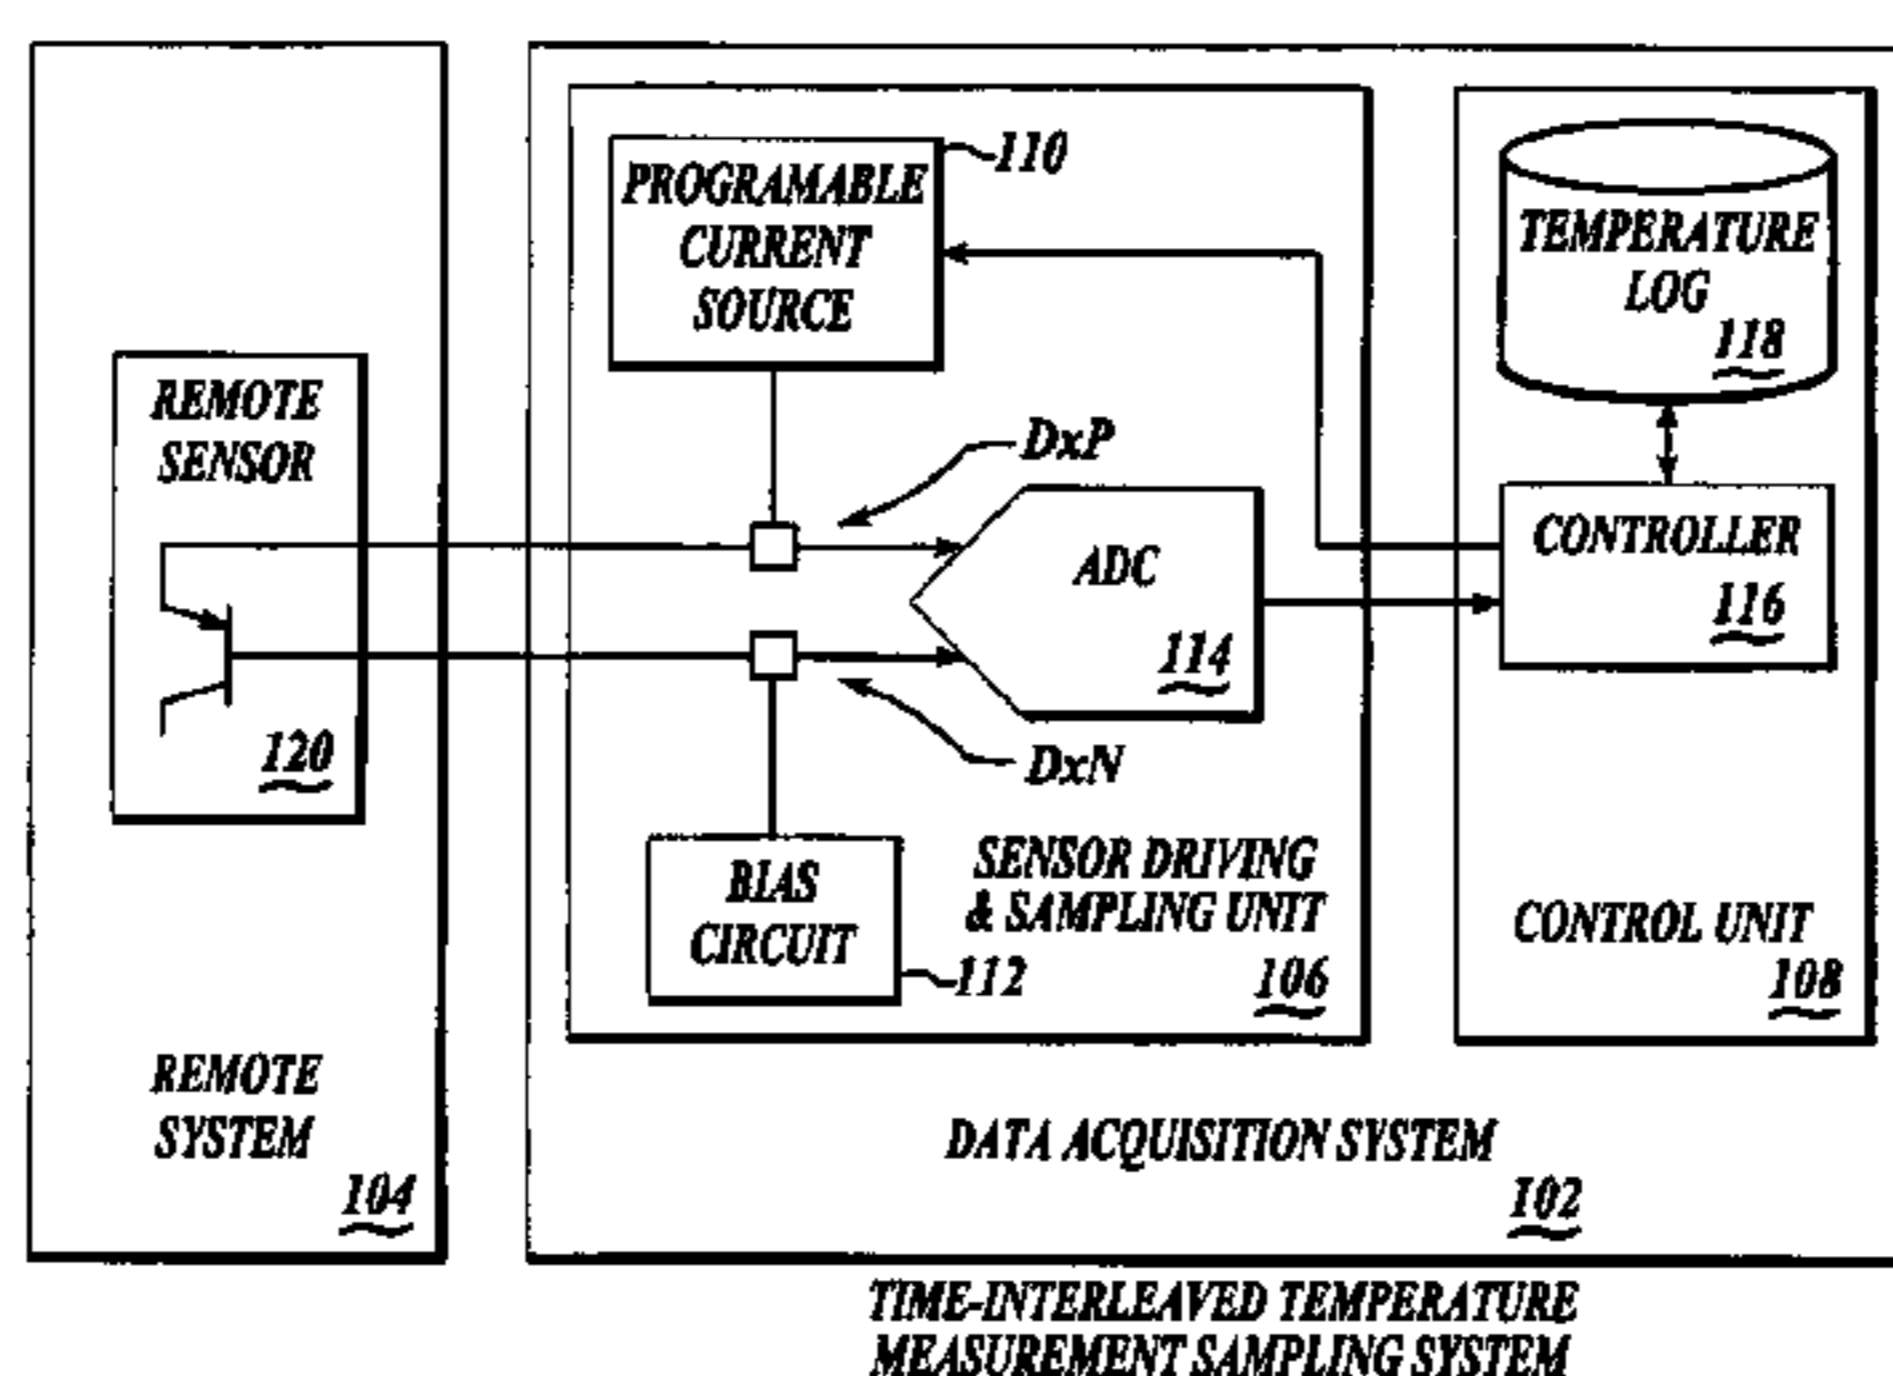 110
PROGRAMABLE
CURRENT
SOURCE
TEMPERATURE
LOG
118
REMOTE
SENSOR
DxP
ADC
CONTROLLER
114
116
120
DxN
BIAS
CIRCUIT
SENSOR DRIVING
& SAMPLING UNIT
CONTROL UNIT
112
106
108
REMOTE
SYSTEM
DATA ACQUISITION SYSTEM
104
102
TIME-INTERLEAVED TEMPERATURE
MEASUREMENT SAMPLING SYSTEM